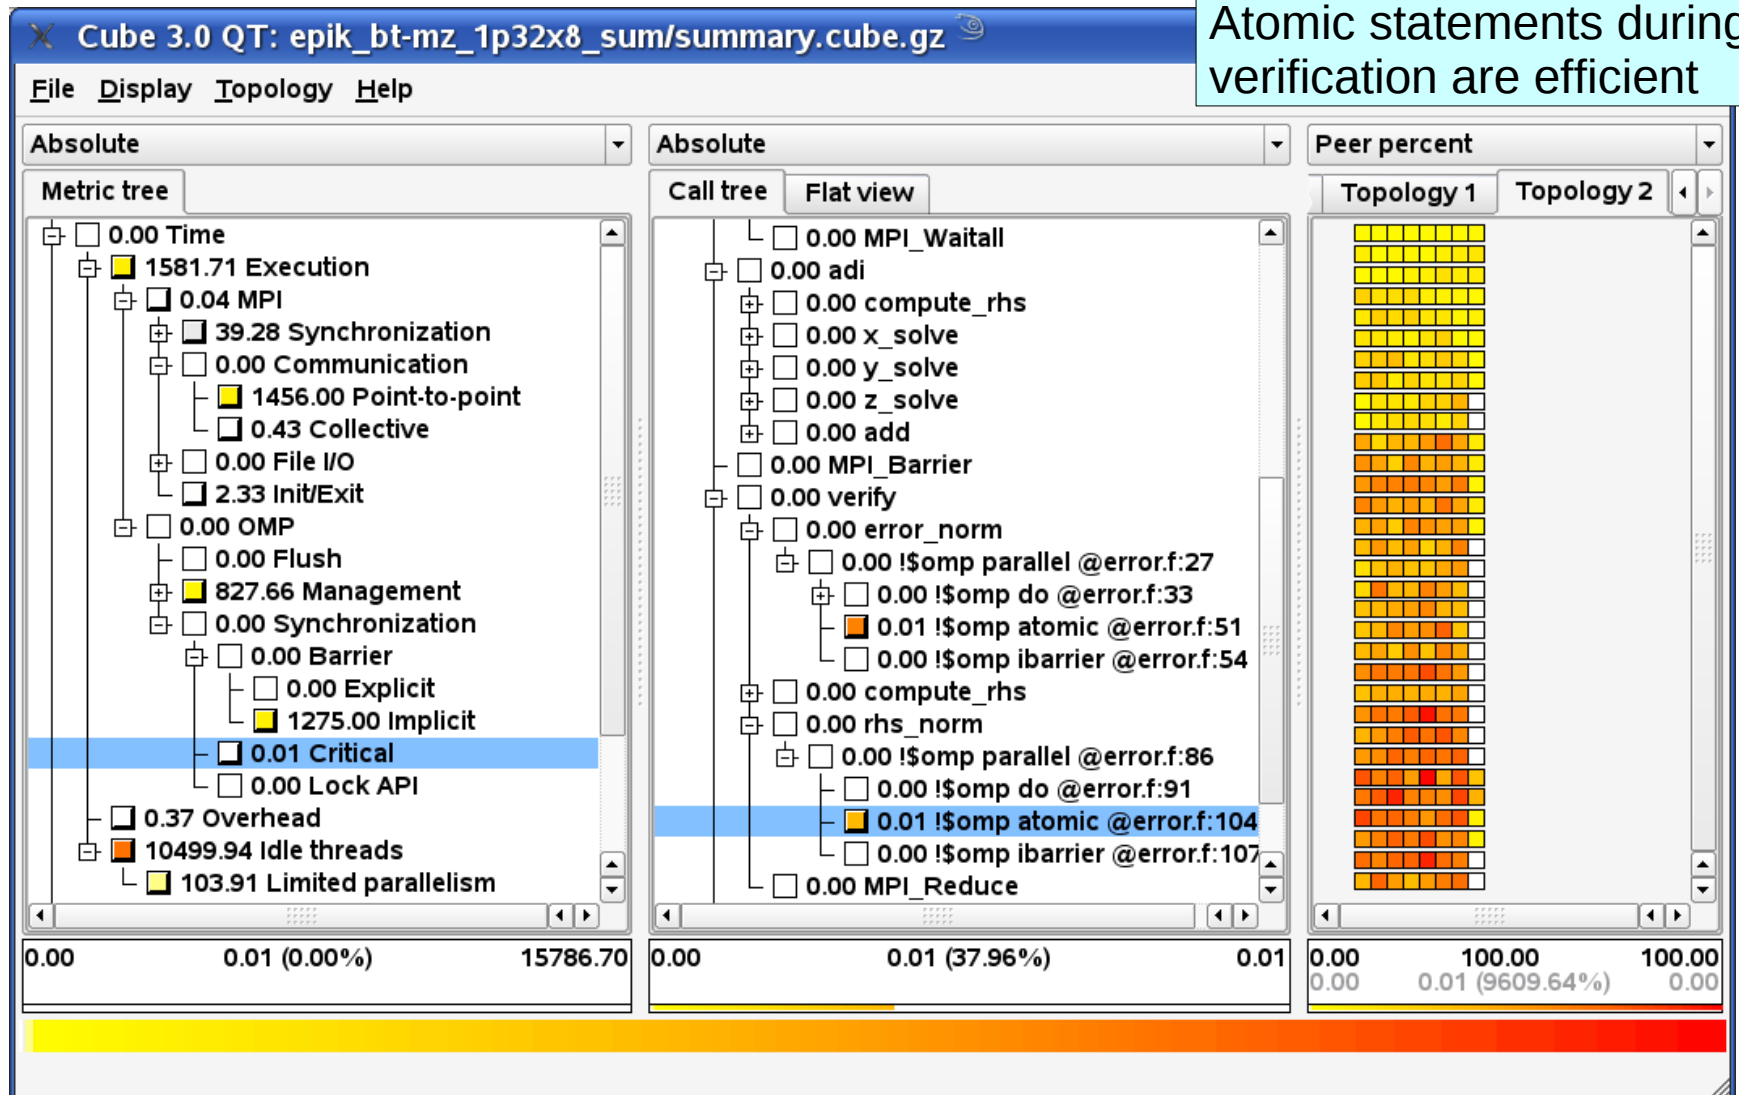 Atomic statements during
verification are efficient
Cube 3.0 QT: epik_bt-mz_1p32x8_sum/summary.cube.gz
File Display Topology Help
Absolute
Metric tree
0.00 Time
1581.71 Execution
0.04 MPI
39.28 Synchronization
0.00 Communication
1456.00 Point-to-point
0.43 Collective
0.00 File I/O
2.33 Init/Exit
0.00 OMP
0.00 Flush
827.66 Management
0.00 Synchronization
0.00 Barrier
0.00 Explicit
1275.00 Implicit
0.01 Critical
0.00 Lock API
0.37 Overhead
10499.94 Idle threads
103.91 Limited parallelism
0.00 0.01 (0.00%) 15786.70
Absolute
Call tree Flat view
0.00 MPI_Waitall
0.00 adi
0.00 compute_rhs
0.00 x_solve
0.00 y_solve
0.00 z_solve
0.00 add
0.00 MPI_Barrier
0.00 verify
0.00 error_norm
0.00 !$omp parallel @error.f:27
0.00 !$omp do @error.f:33
0.01 !$omp atomic @error.f:51
0.00 !$omp ibarrier @error.f:54
0.00 compute_rhs
0.00 rhs_norm
0.00 !$omp parallel @error.f:86
0.00 !$omp do @error.f:91
0.01 !$omp atomic @error.f:104
0.00 !$omp ibarrier @error.f:107
0.00 MPI_Reduce
0.00 0.01 (37.96%) 0.01
Peer percent
Topology 1 Topology 2
0.00 100.00 100.00
0.00 0.01 (9609.64%) 0.00